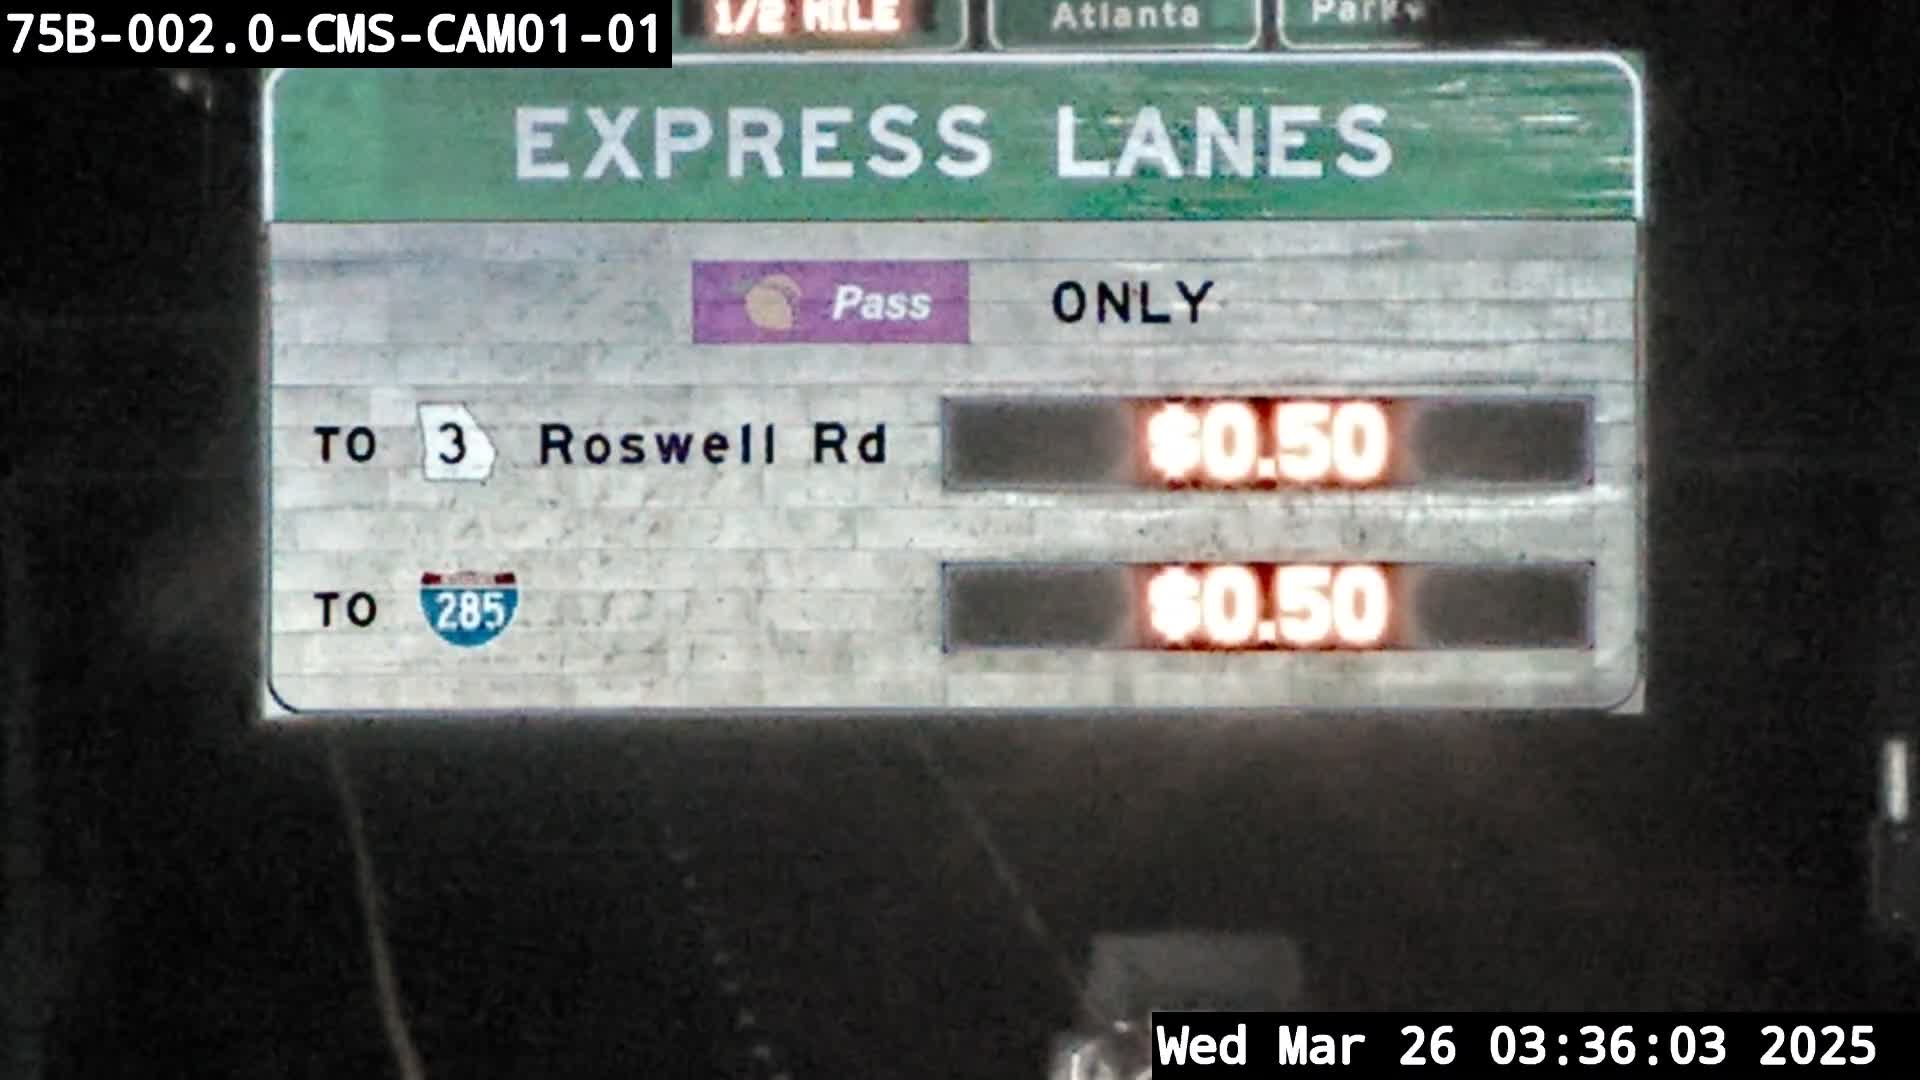 75B-002.0-CMS-CAM01-01
1/2 MILE
Atlanta
EXPRESS LANES
Pass ONLY
TO 3 Roswell Rd $0.50
TO 285 $0.50
Wed Mar 26 03:36:03 2025